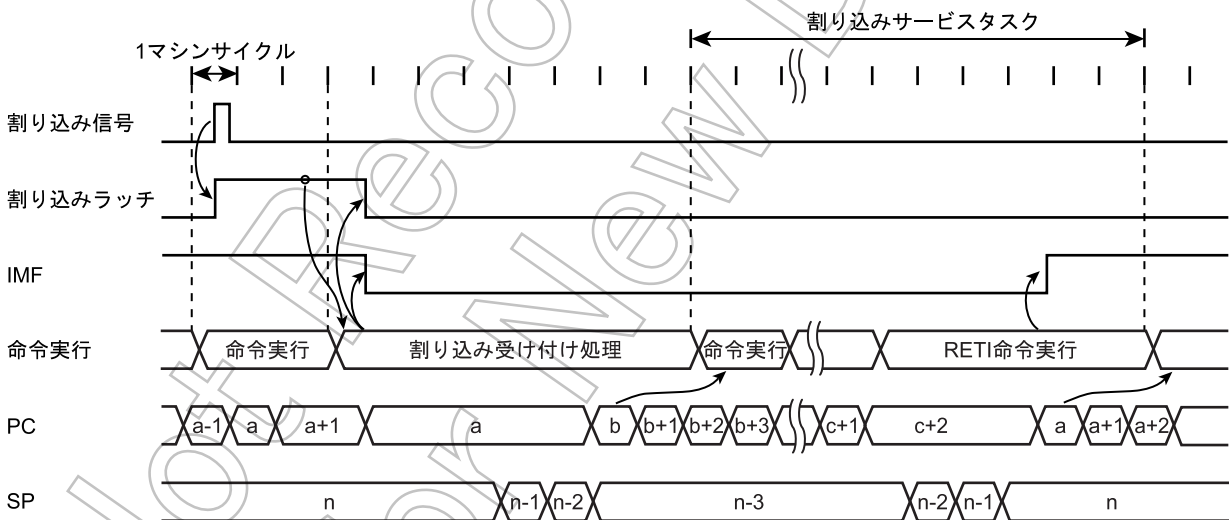 割り込みサービスタスク
1マシンサイクル
割り込み信号
割り込みラッチ
IMF
命令実行 命令実行 割り込み受け付け処理 命令実行 RETI命令実行
PC a-1 a a+1 a b b+1 b+2 b+3 c+1 c+2 a a+1 a+2
SP n n-1 n-2 n-3 n-2 n-1 n
Not Reco
for New D